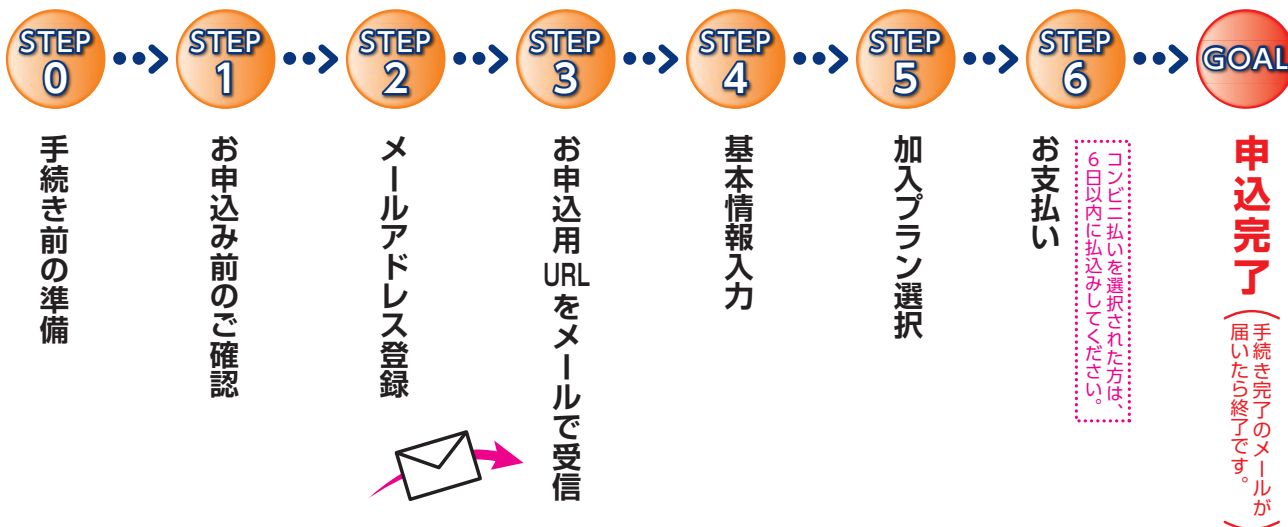 STEP
0
手続き前の準備
STEP
1
お申込み前のご確認
STEP
2
メールアドレス登録
STEP
3
お申込用URLをメールで受信
STEP
4
基本情報入力
STEP
5
加入プラン選択
STEP
6
お支払い
コンビニ払いを選択された方は、
6日以内に払込みしてください。
GOAL
申込完了
(手続き完了のメールが
届いたら終了です。)